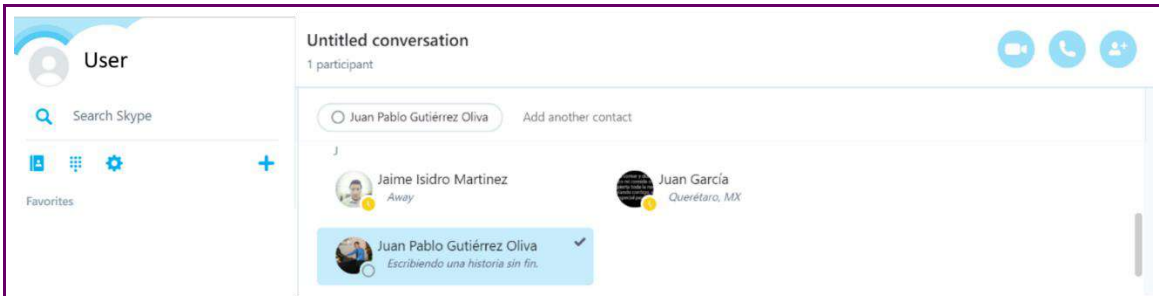 User
Search Skype
Favorites
Untitled conversation
1 participant
Juan Pablo Gutiérrez Oliva Add another contact
J
Jaime Isidro Martinez
Away
Juan García
Querétaro, MX
Juan Pablo Gutiérrez Oliva
Escribiendo una historia sin fin.